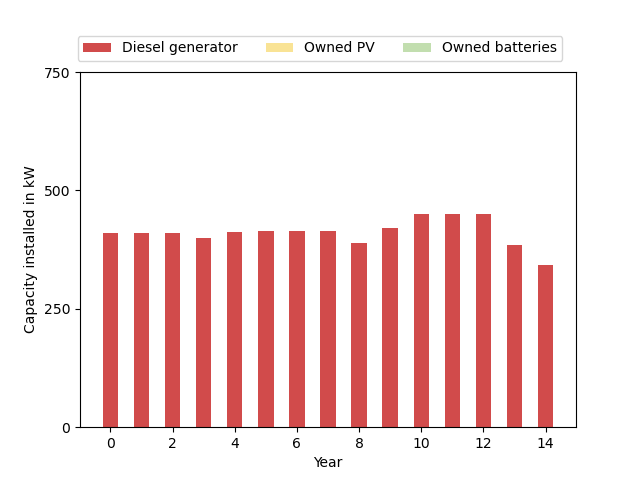 Diesel generator Owned PV Owned batteries
750
500
250
0
Capacity installed in kW
0 2 4 6 8 10 12 14
Year